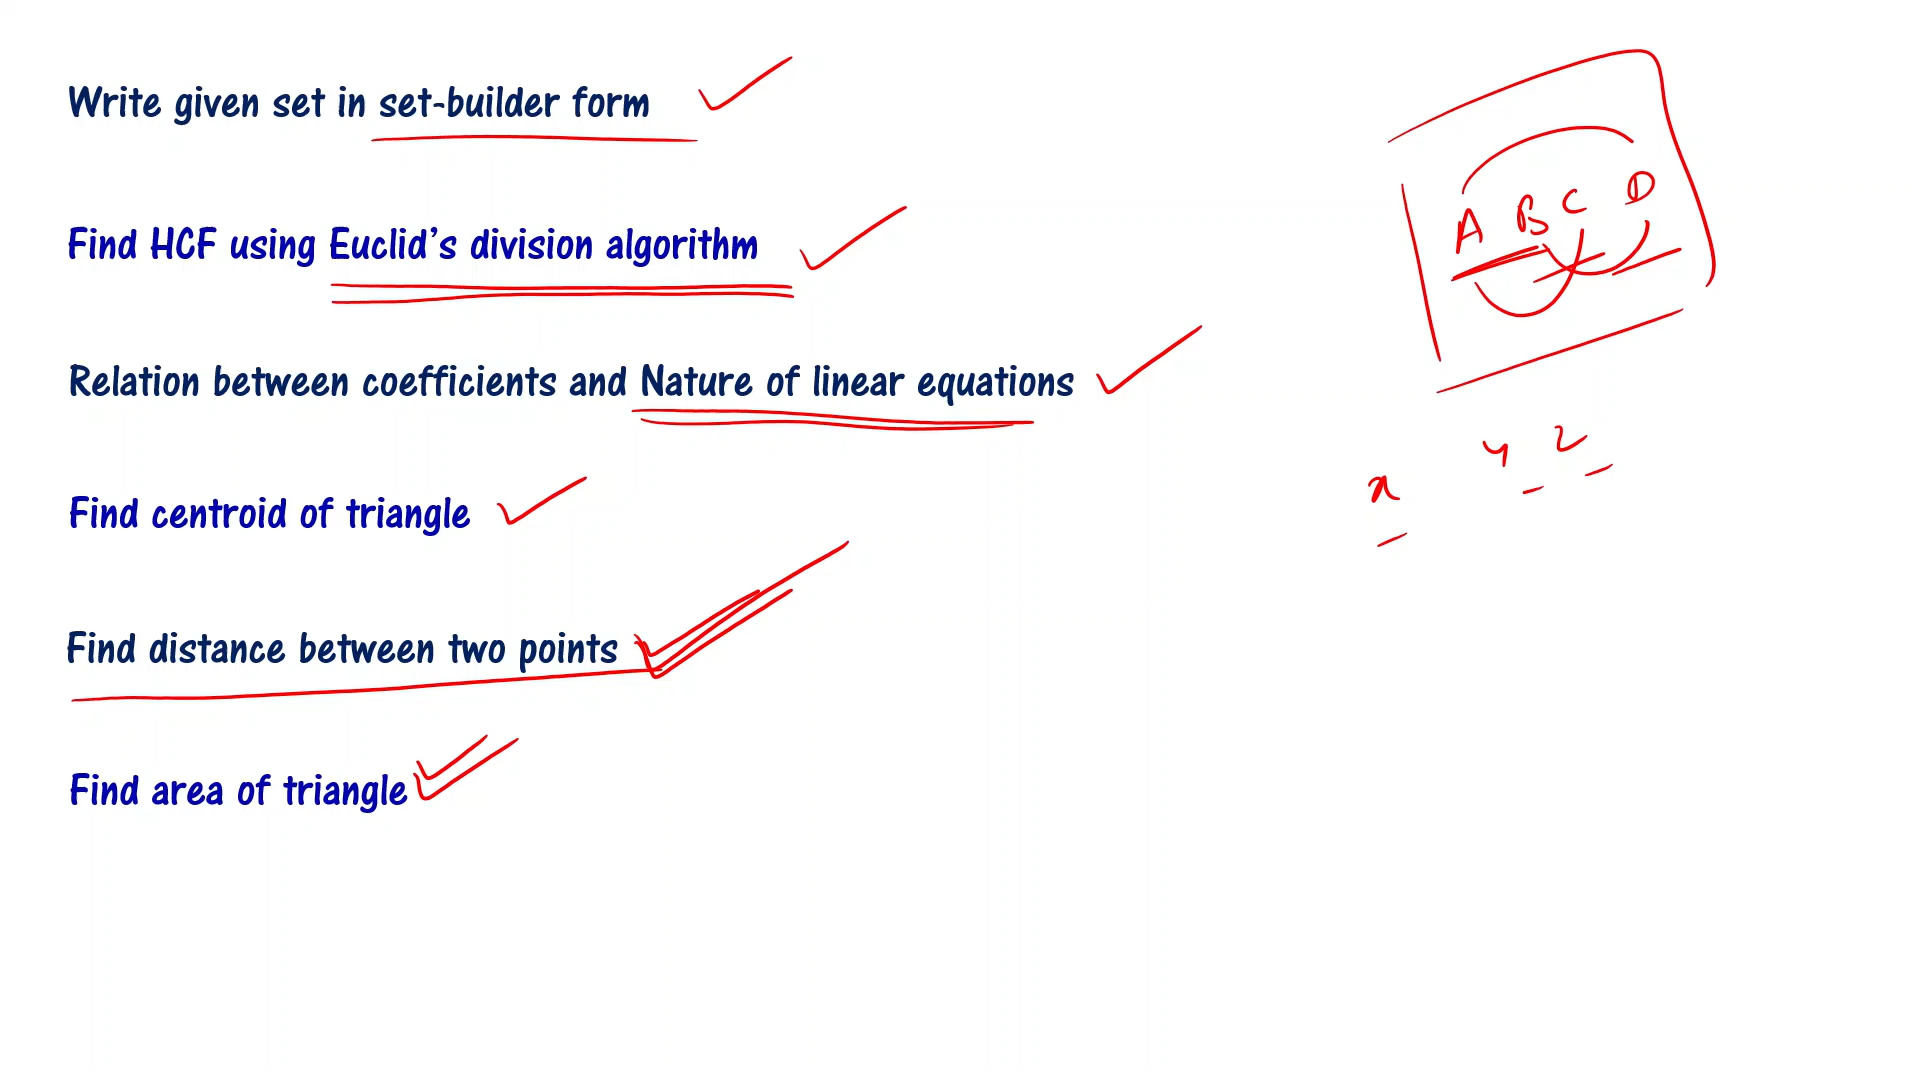 Write given set in set-builder form
Find HCF using Euclid's division algorithm
Relation between coefficients and Nature of linear equations
Find centroid of triangle
Find distance between two points
Find area of triangle
A B C D
x y z